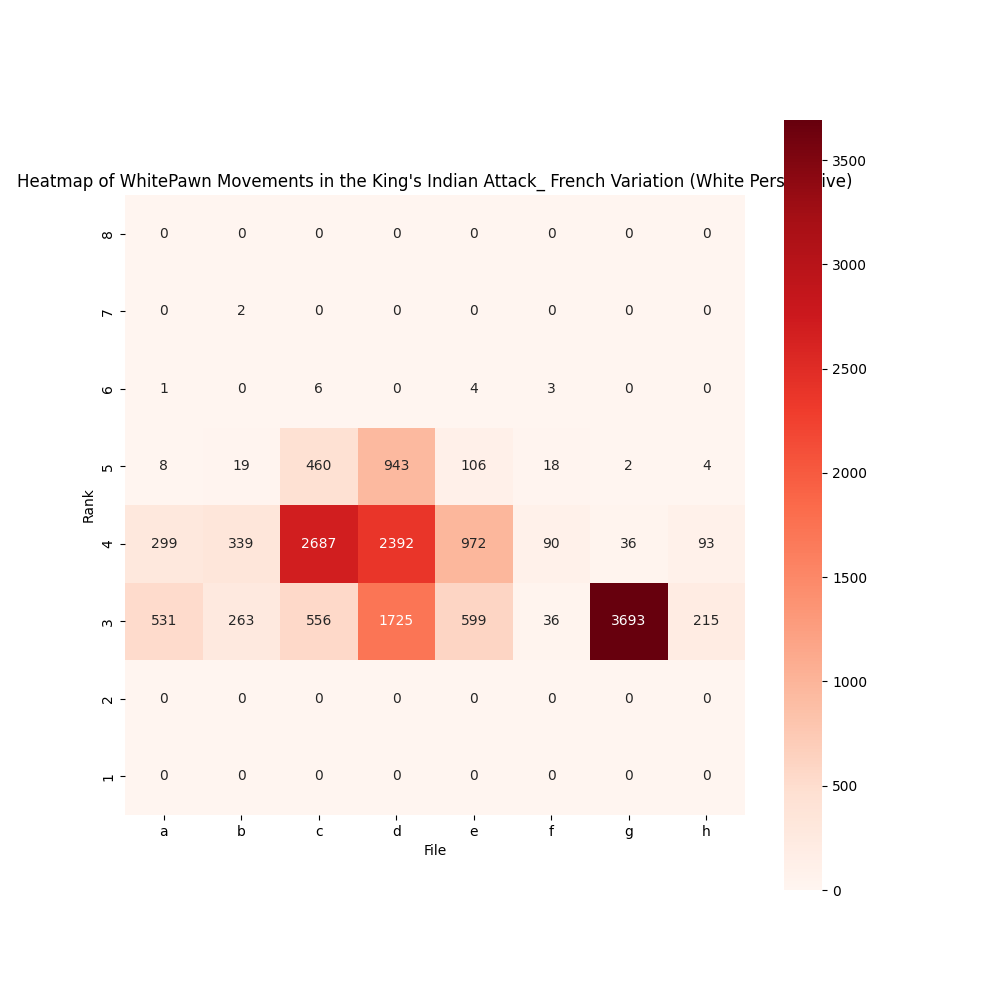 Heatmap of WhitePawn Movements in the King's Indian Attack_ French Variation (White Pers ive)
8 0 0 0 0 0 0 0 0
7 0 2 0 0 0 0 0 0
6 1 0 6 0 4 3 0 0
5 8 19 460 943 106 18 2 4
4 299 339 2687 2392 972 90 36 93
3 531 263 556 1725 599 36 3693 215
2 0 0 0 0 0 0 0 0
1 0 0 0 0 0 0 0 0
a b c d e f g h
File
Rank
3500
3000
2500
2000
1500
1000
500
0